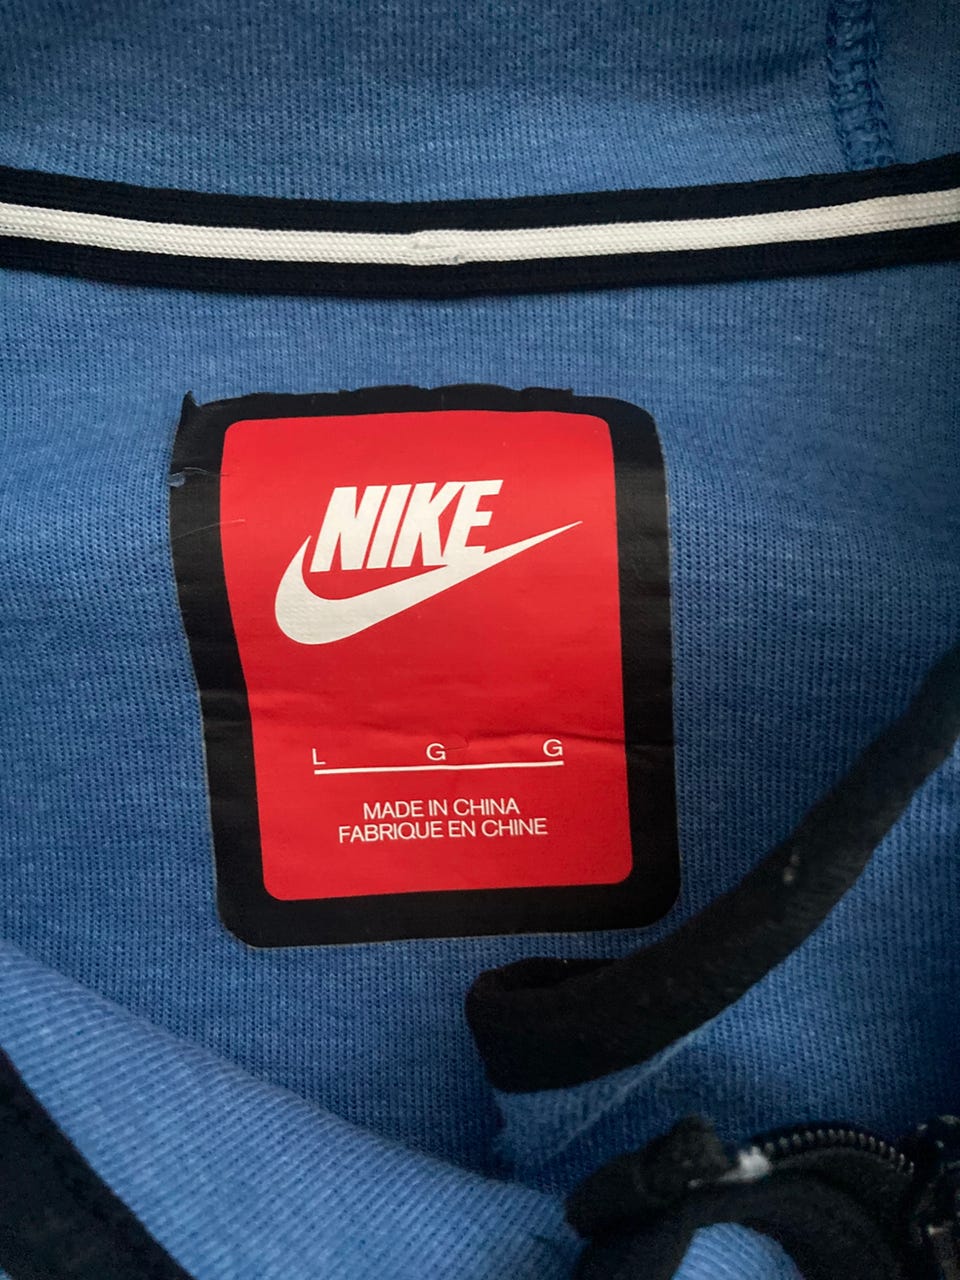 NIKE
L G G
MADE IN CHINA
FABRIQUE EN CHINE